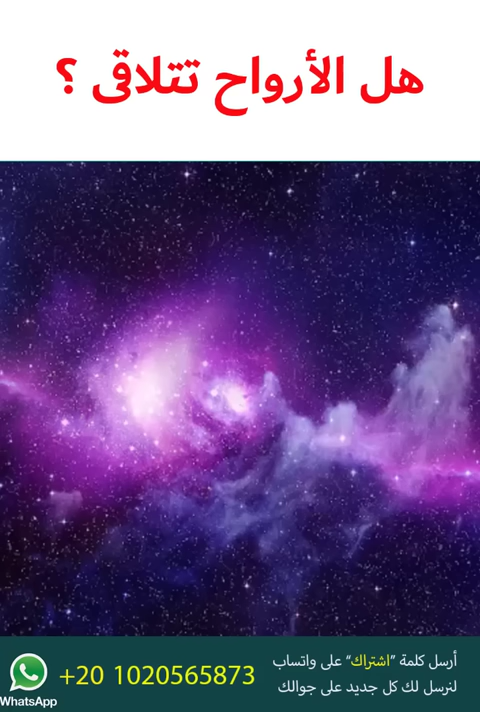 هل الأرواح تتلاقى ؟
أرسل كلمة "اشتراك" على واتساب
لنرسل لك كل جديد على جوالك
+20 1020565873
WhatsApp